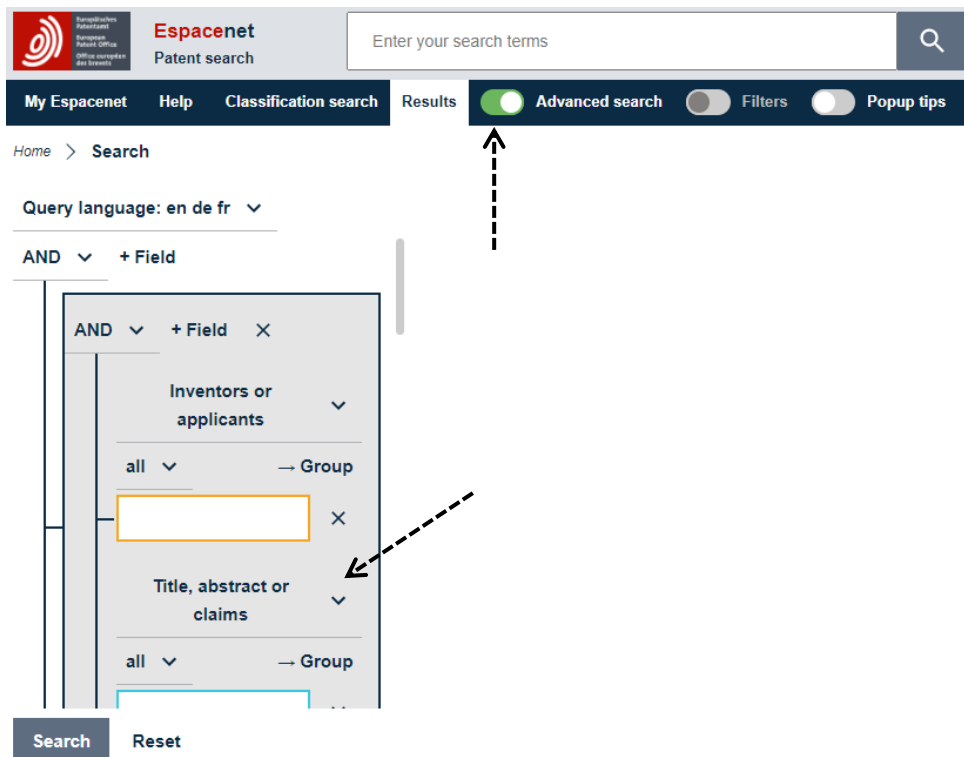 Europäisches
Patentamt
European
Patent Office
Office européen
des brevets
Espacenet
Patent search
Enter your search terms
My Espacenet Help Classification search Results Advanced search Filters Popup tips
Home > Search
Query language: en de fr
AND + Field
AND + Field ×
Inventors or
applicants
all → Group
×
Title, abstract or
claims
all → Group
Search Reset